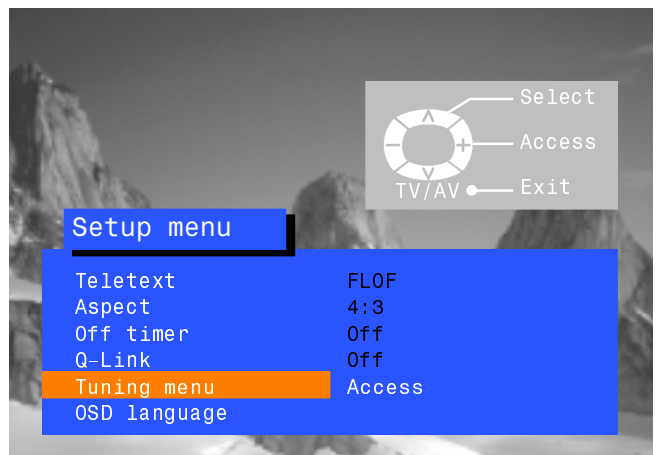 Select
Access
TV/AV Exit
Setup menu
Teletext FLOF
Aspect 4:3
Off timer Off
Q-Link Off
Tuning menu Access
OSD language